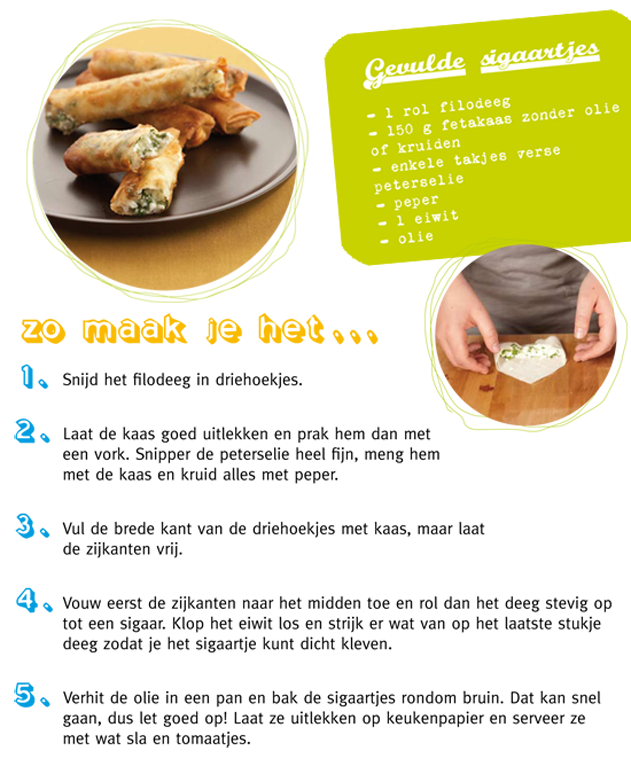 Gevulde sigaartjes
- 1 rol filodeeg
- 150 g fetakaas zonder olie
of kruiden
- enkele takjes verse
peterselie
- peper
- 1 eiwit
- olie
zo maak je het...
1. Snijd het filodeeg in driehoekjes.
2. Laat de kaas goed uitlekken en prak hem dan met
een vork. Snipper de peterselie heel fijn, meng hem
met de kaas en kruid alles met peper.
3. Vul de brede kant van de driehoekjes met kaas, maar laat
de zijkanten vrij.
4. Vouw eerst de zijkanten naar het midden toe en rol dan het deeg stevig op
tot een sigaar. Klop het eiwit los en strijk er wat van op het laatste stukje
deeg zodat je het sigaartje kunt dicht kleven.
5. Verhit de olie in een pan en bak de sigaartjes rondom bruin. Dat kan snel
gaan, dus let goed op! Laat ze uitlekken op keukenpapier en serveer ze
met wat sla en tomaatjes.